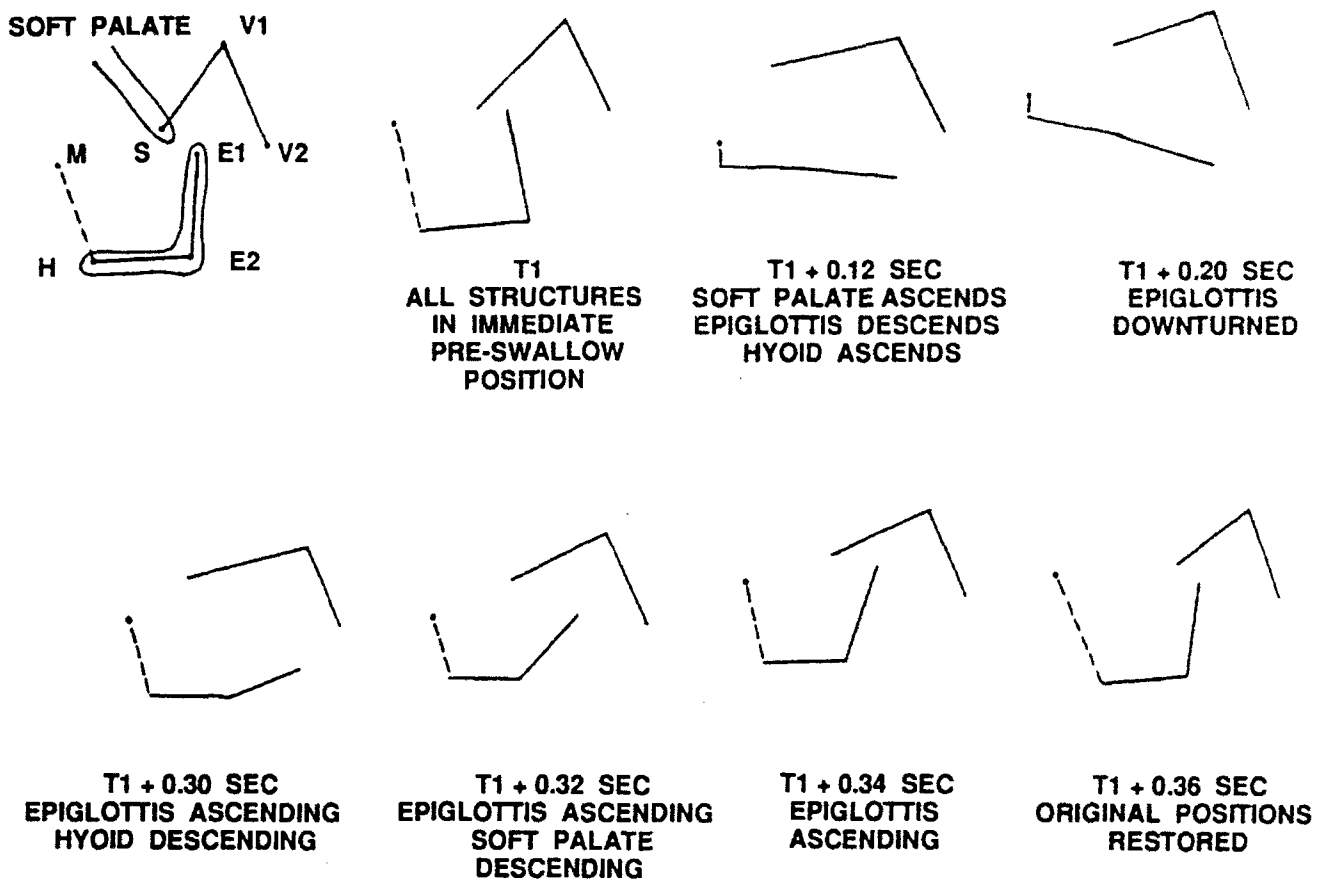 SOFT PALATE
V1
M
S
E1
V2
H
E2
T1
ALL STRUCTURES
IN IMMEDIATE
PRE-SWALLOW
POSITION
T1 + 0.12 SEC
SOFT PALATE ASCENDS
EPIGLOTTIS DESCENDS
HYOID ASCENDS
T1 + 0.20 SEC
EPIGLOTTIS
DOWNTURNED
T1 + 0.30 SEC
EPIGLOTTIS ASCENDING
HYOID DESCENDING
T1 + 0.32 SEC
EPIGLOTTIS ASCENDING
SOFT PALATE
DESCENDING
T1 + 0.34 SEC
EPIGLOTTIS
ASCENDING
T1 + 0.36 SEC
ORIGINAL POSITIONS
RESTORED